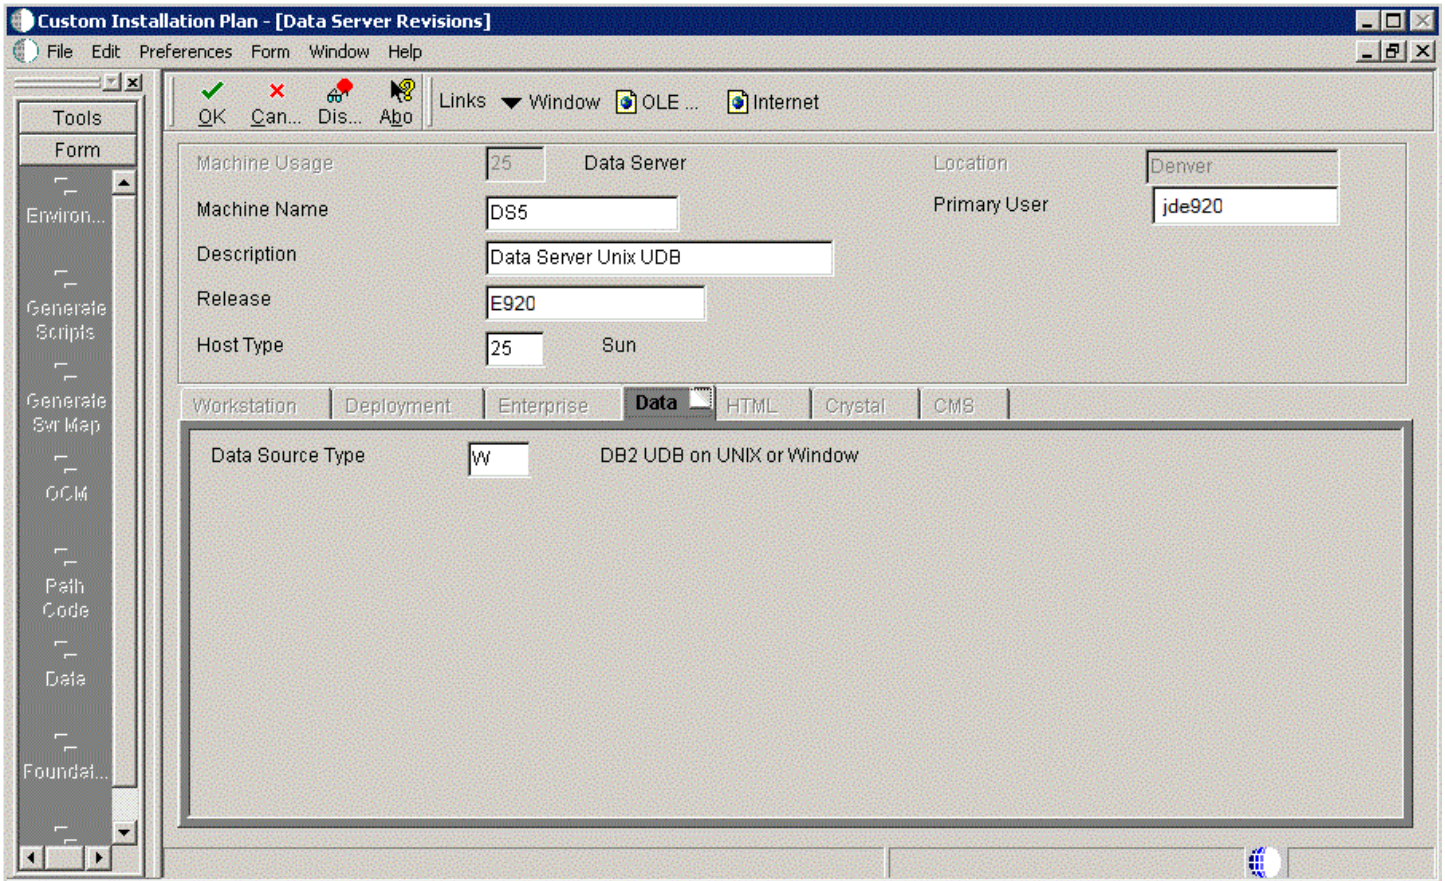 Custom Installation Plan - [Data Server Revisions]
File Edit Preferences Form Window Help
OK Can... Dis... Abo Links Window OLE ... Internet
Tools
Form
Environ...
Generate
Scripts
Generate
Svr Map
OCM
Path
Code
Data
Foundat...
Machine Usage 25 Data Server Location Denver
Machine Name DS5 Primary User jde920
Description Data Server Unix UDB
Release E920
Host Type 25 Sun
Workstation Deployment Enterprise Data HTML Crystal CMS
Data Source Type W DB2 UDB on UNIX or Window